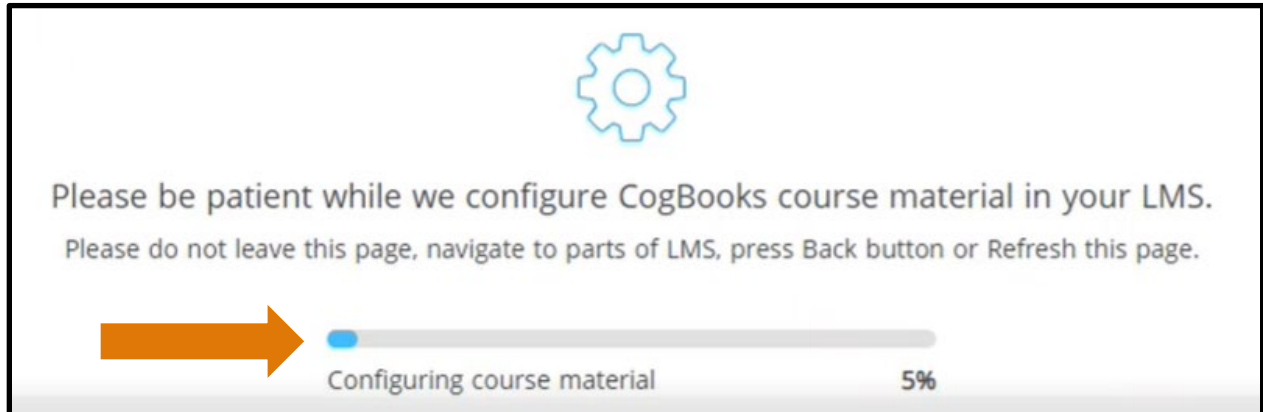 Please be patient while we configure CogBooks course material in your LMS.
Please do not leave this page, navigate to parts of LMS, press Back button or Refresh this page.
Configuring course material 5%